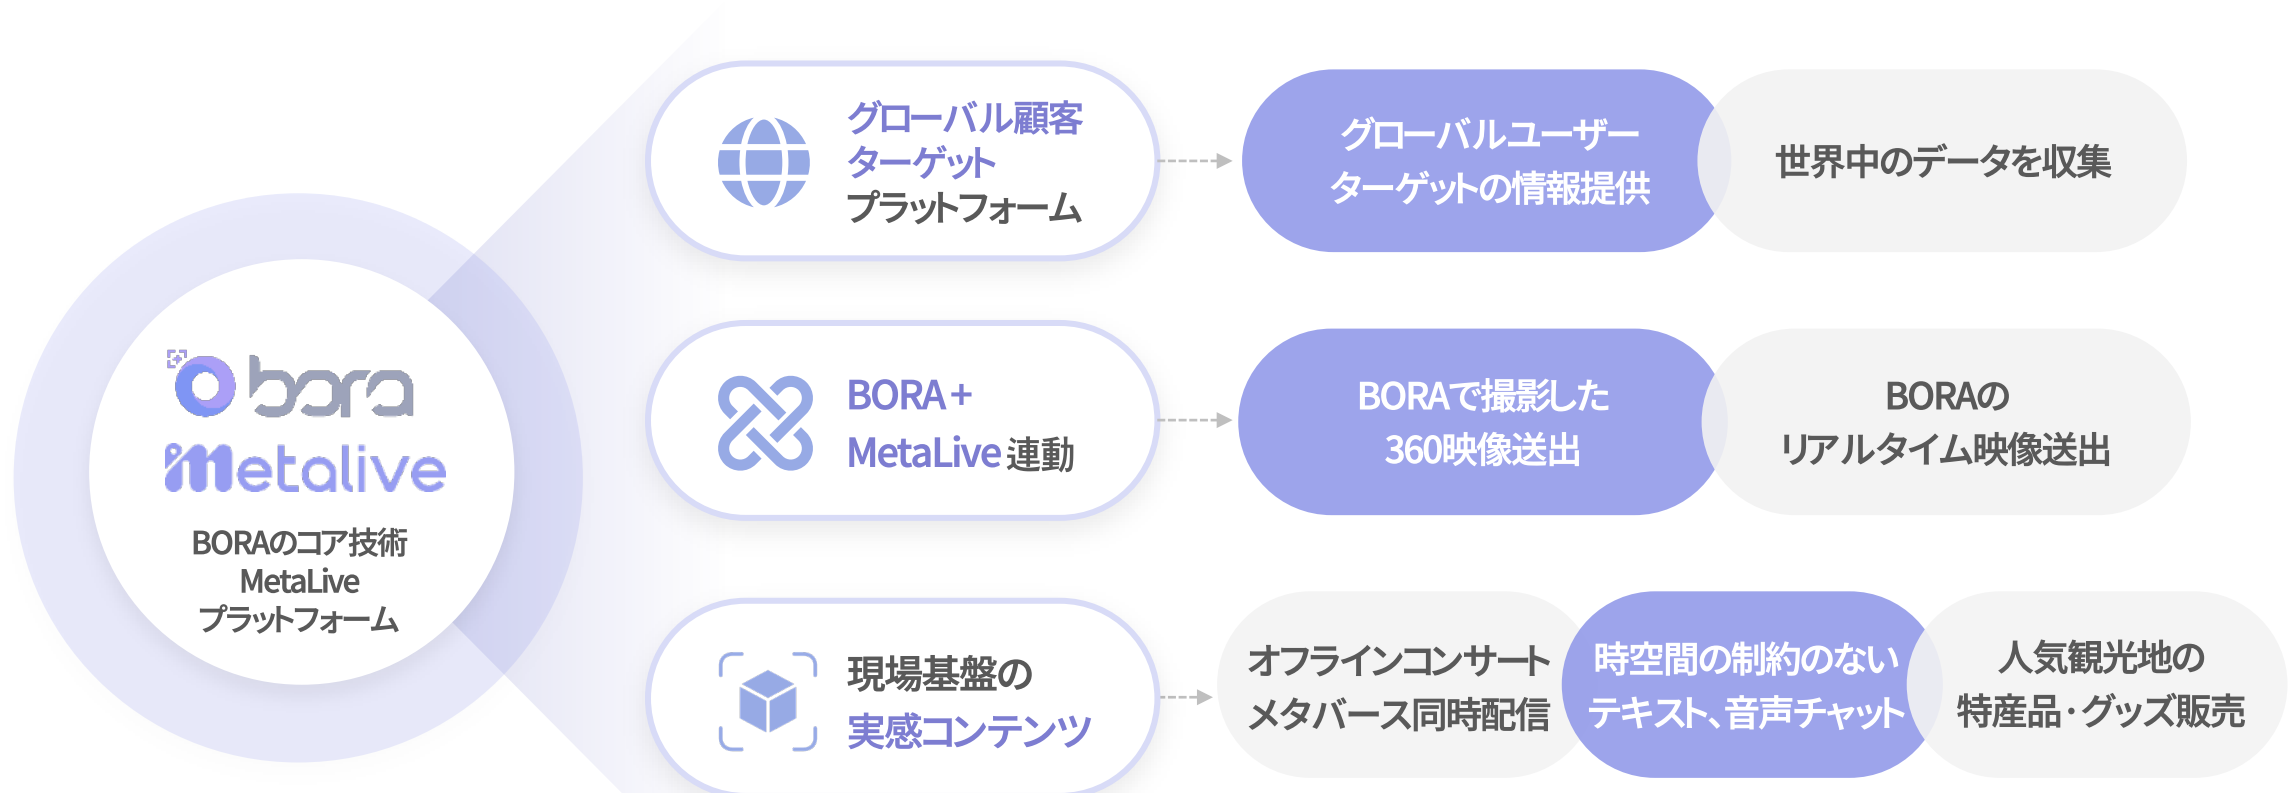 bora
metalive
BORAのコア技術
MetaLive
プラットフォーム
グローバル顧客
ターゲット
プラットフォーム
グローバルユーザー
ターゲットの情報提供
世界中のデータを収集
BORA +
MetaLive 連動
BORAで撮影した
360映像送出
BORAの
リアルタイム映像送出
現場基盤の
実感コンテンツ
オフラインコンサート
メタバース同時配信
時空間の制約のない
テキスト、音声チャット
人気観光地の
特産品·グッズ販売